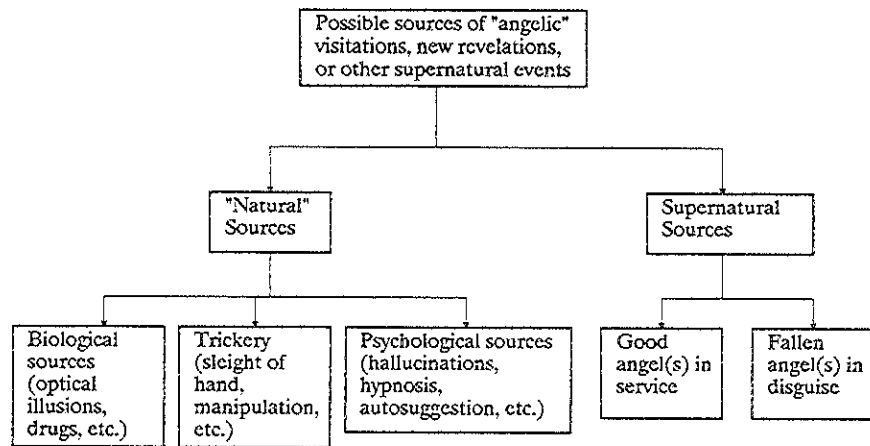 Possible sources of "angelic"
visitations, new revelations,
or other supernatural events
"Natural"
Sources
Supernatural
Sources
Biological
sources
(optical
illusions,
drugs, etc.)
Trickery
(sleight of
hand,
manipulation,
etc.)
Psychological sources
(hallucinations,
hypnosis,
autosuggestion, etc.)
Good
angel(s) in
service
Fallen
angel(s) in
disguise